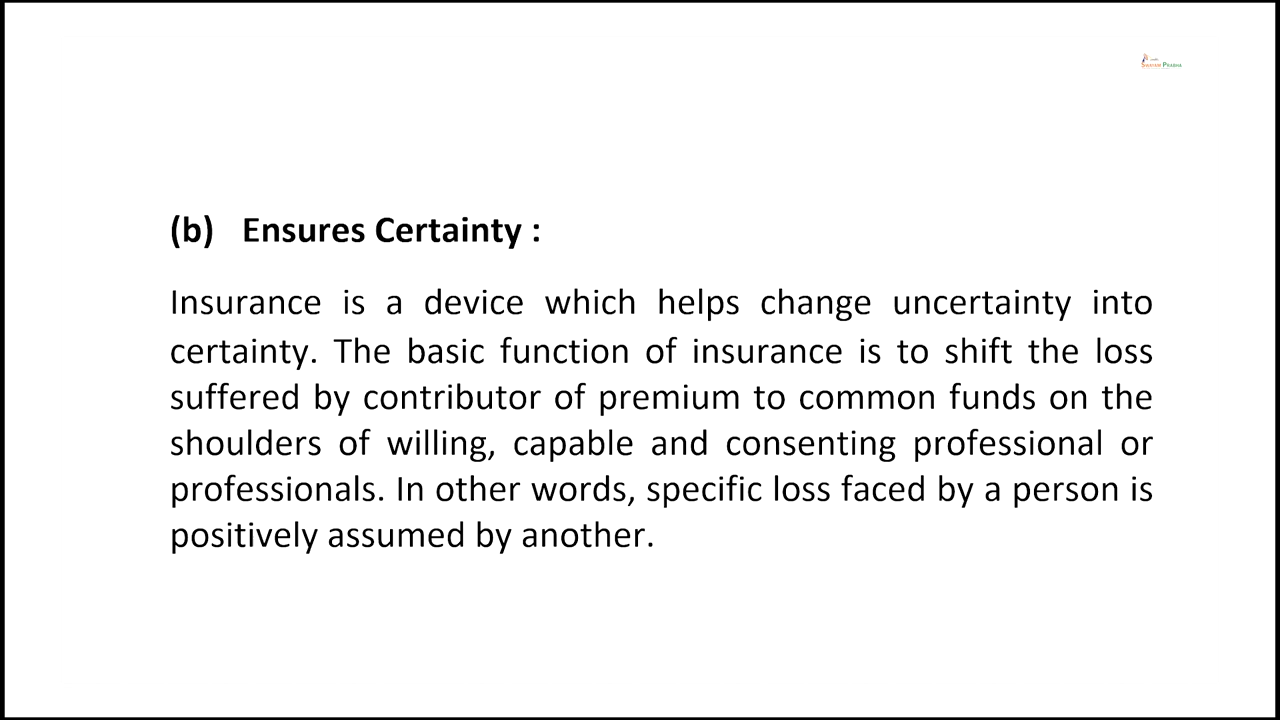 SWAYAM PRABHA
(b) Ensures Certainty :
Insurance is a device which helps change uncertainty into
certainty. The basic function of insurance is to shift the loss
suffered by contributor of premium to common funds on the
shoulders of willing, capable and consenting professional or
professionals. In other words, specific loss faced by a person is
positively assumed by another.